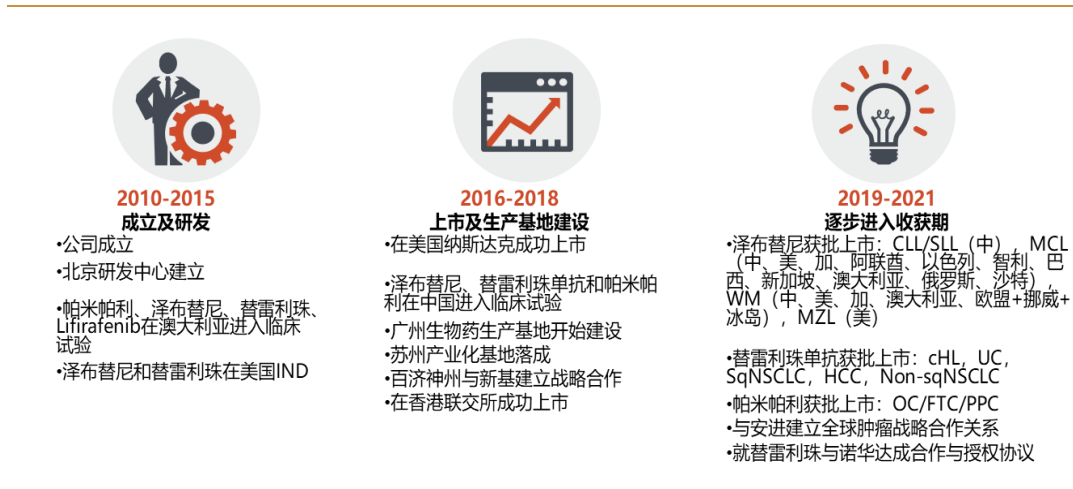 2010-2015
成立及研发
•公司成立
•北京研发中心建立
•帕米帕利、泽布替尼、替雷利珠、
Lifirafenib在澳大利亚进入临床
试验
•泽布替尼和替雷利珠在美国IND
2016-2018
上市及生产基地建设
•在美国纳斯达克成功上市
•泽布替尼、替雷利珠单抗和帕米帕
利在中国进入临床试验
•广州生物药生产基地开始建设
•苏州产业化基地落成
•百济神州与新基建立战略合作
•在香港联交所成功上市
2019-2021
逐步进入收获期
•泽布替尼获批上市：CLL/SLL（中）, MCL
（中、美、加、阿联酋、以色列、智利、巴
西、新加坡、澳大利亚、俄罗斯、沙特）,
WM（中、美、加、澳大利亚、欧盟+挪威+
冰岛）, MZL（美）
•替雷利珠单抗获批上市：cHL, UC,
SqNSCLC, HCC, Non-sqNSCLC
•帕米帕利获批上市：OC/FTC/PPC
•与安进建立全球肿瘤战略合作关系
•就替雷利珠与诺华达成合作与授权协议